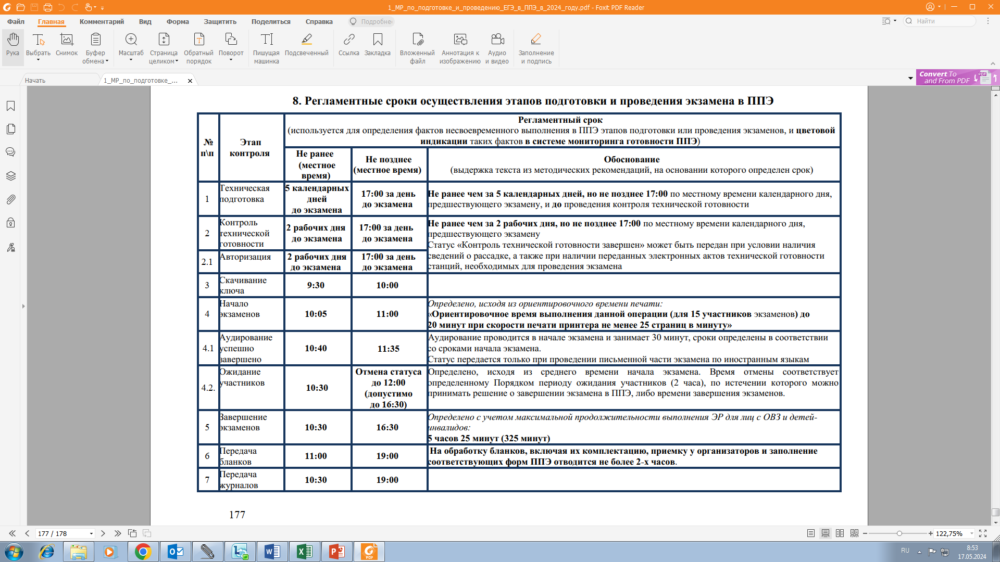 1_МР_по_подготовке_и_проведению_ЕГЭ_в_ППЭ_в_2024_году.pdf - Foxit PDF Reader
Файл Главная Комментарий Вид Форма Защитить Поделиться Справка Подробнее Найти
Рука Выбрать Снимок Буфер обмена Масштаб Страница целиком Обратный порядок Поворот Пишущая машинка Подсвеченный Ссылка Закладка Вложенный файл Аннотация к изображению Аудио и видео Заполнение и подпись
Начать 1_МР_по_подготовке_... Convert To and From PDF
8. Регламентные сроки осуществления этапов подготовки и проведения экзамена в ППЭ
№ п\п
Этап контроля
Регламентный срок
(используется для определения фактов несвоевременного выполнения в ППЭ этапов подготовки или проведения экзаменов, и цветовой
индикации таких фактов в системе мониторинга готовности ППЭ)
Не ранее
(местное
время)
Не позднее
(местное время)
Обоснование
(выдержка текста из методических рекомендаций, на основании которого определен срок)
1
Техническая
подготовка
5 календарных
дней
до экзамена
17:00 за день
до экзамена
Не ранее чем за 5 календарных дней, но не позднее 17:00 по местному времени календарного дня,
предшествующего экзамену, и до проведения контроля технической готовности
2
Контроль
технической
готовности
2 рабочих дня
до экзамена
17:00 за день
до экзамена
Не ранее чем за 2 рабочих дня, но не позднее 17:00 по местному времени календарного дня,
предшествующего экзамену
Статус «Контроль технической готовности завершен» может быть передан при условии наличия
сведений о рассадке, а также при наличии переданных электронных актов технической готовности
станций, необходимых для проведения экзамена
2.1
Авторизация
2 рабочих дня
до экзамена
17:00 за день
до экзамена
3
Скачивание
ключа
9:30
10:00
4
Начало
экзаменов
10:05
11:00
Определено, исходя из ориентировочного времени печати:
«Ориентировочное время выполнения данной операции (для 15 участников экзаменов) до
20 минут при скорости печати принтера не менее 25 страниц в минуту»
4.1
Аудирование
успешно
завершено
10:40
11:35
Аудирование проводится в начале экзамена и занимает 30 минут, сроки определены в соответствии
со сроками начала экзамена.
Статус передается только при проведении письменной части экзамена по иностранным языкам
4.2.
Ожидание
участников
10:30
Отмена статуса
до 12:00
(допустимо
до 16:30)
Определено, исходя из среднего времени начала экзамена. Время отмены соответствует
определенному Порядком периоду ожидания участников (2 часа), по истечении которого можно
принимать решение о завершении экзамена в ППЭ, либо времени завершения экзаменов.
5
Завершение
экзаменов
10:30
16:30
Определено с учетом максимальной продолжительности выполнения ЭР для лиц с ОВЗ и детей-
инвалидов:
5 часов 25 минут (325 минут)
6
Передача
бланков
11:00
19:00
На обработку бланков, включая их комплектацию, приемку у организаторов и заполнение
соответствующих форм ППЭ отводится не более 2-х часов.
7
Передача
журналов
10:30
19:00
177
177 / 178
122,75%
RU
8:53
17.05.2024